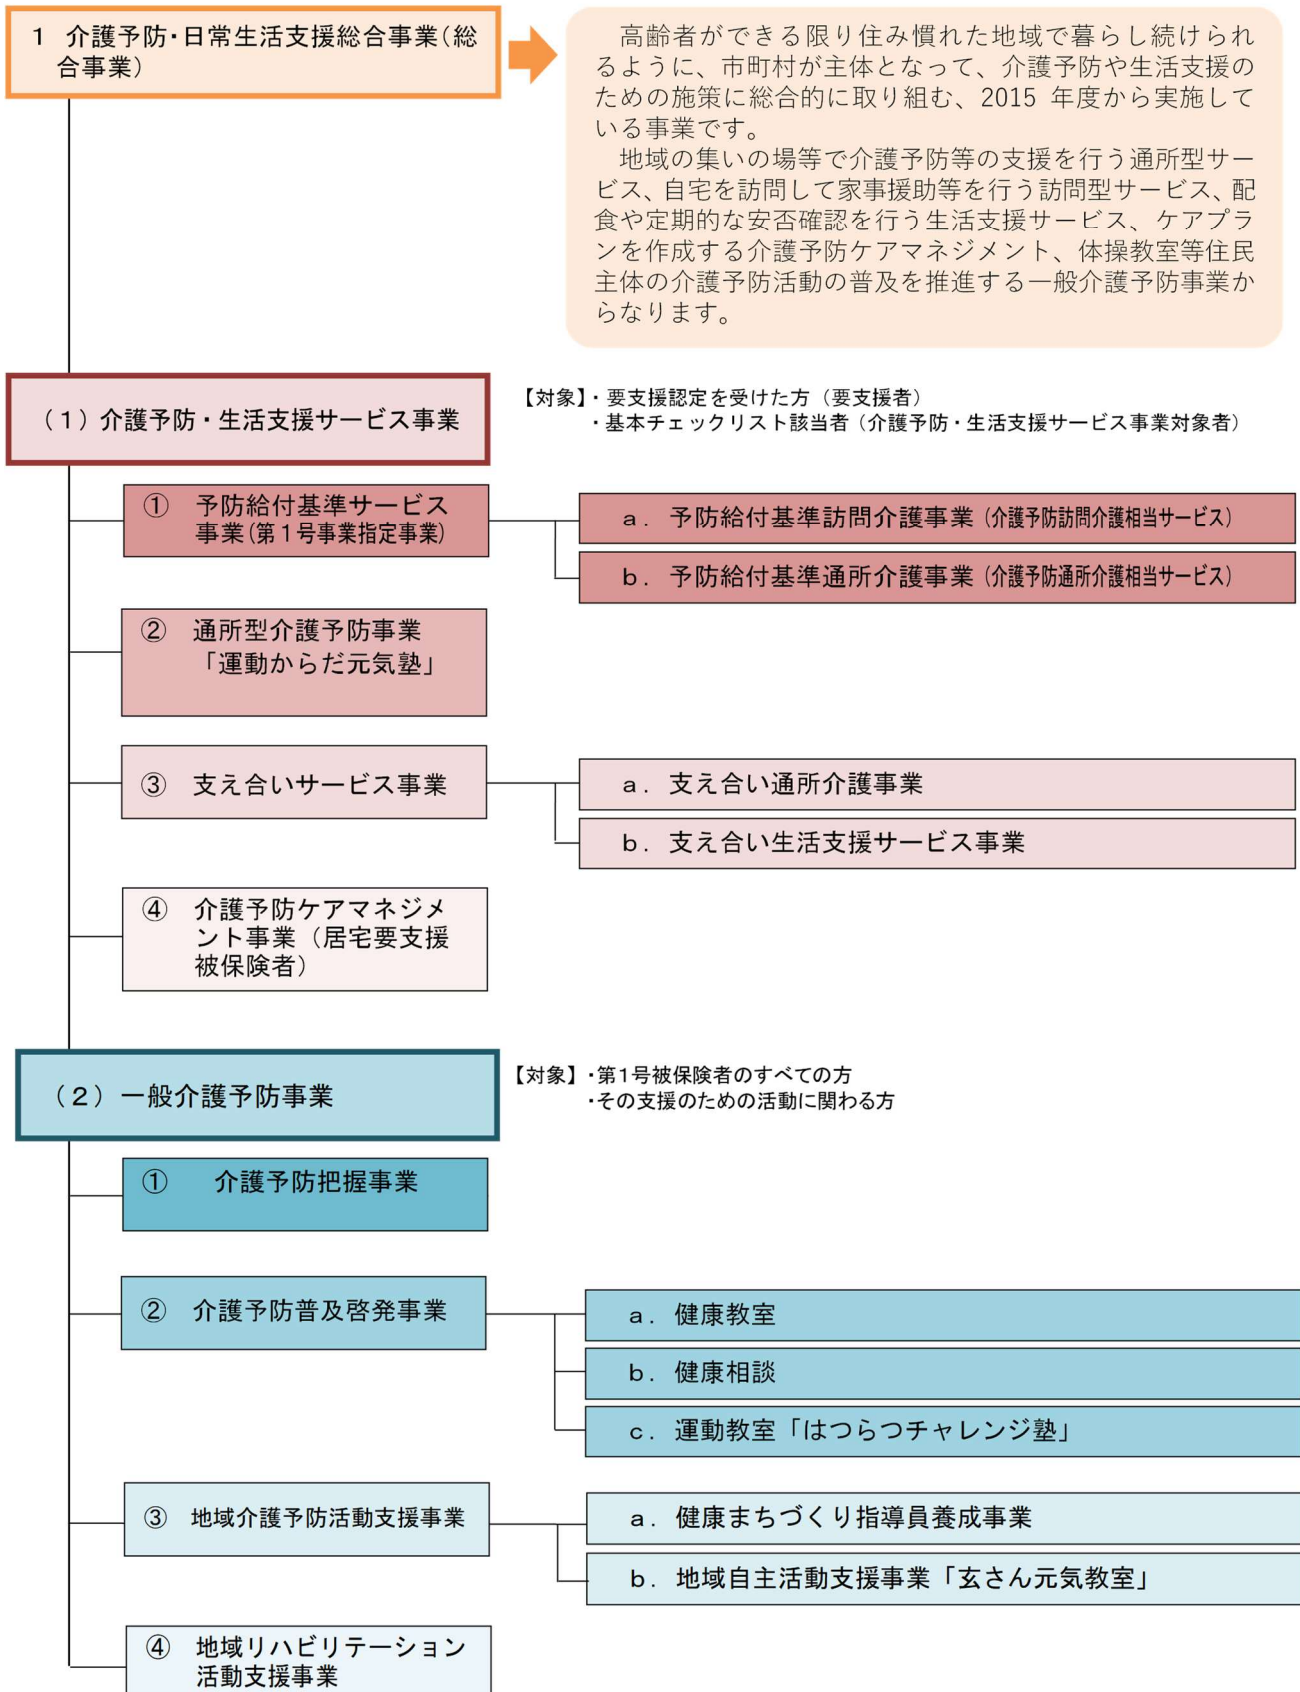 1 介護予防・日常生活支援総合事業(総
合事業)
高齢者ができる限り住み慣れた地域で暮らし続けられ
るように、市町村が主体となって、介護予防や生活支援の
ための施策に総合的に取り組む、2015 年度から実施して
いる事業です。
地域の集いの場等で介護予防等の支援を行う通所型サー
ビス、自宅を訪問して家事援助等を行う訪問型サービス、配
食や定期的な安否確認を行う生活支援サービス、ケアプラ
ンを作成する介護予防ケアマネジメント、体操教室等住民
主体の介護予防活動の普及を推進する一般介護予防事業か
らなります。
(1)介護予防・生活支援サービス事業
【対象】・要支援認定を受けた方(要支援者)
・基本チェックリスト該当者(介護予防・生活支援サービス事業対象者)
① 予防給付基準サービス
事業(第1号事業指定事業)
a. 予防給付基準訪問介護事業(介護予防訪問介護相当サービス)
b. 予防給付基準通所介護事業(介護予防通所介護相当サービス)
② 通所型介護予防事業
「運動からだ元気塾」
③ 支え合いサービス事業
a. 支え合い通所介護事業
b. 支え合い生活支援サービス事業
④ 介護予防ケアマネジメ
ント事業(居宅要支援
被保険者)
(2)一般介護予防事業
【対象】・第1号被保険者のすべての方
・その支援のための活動に関わる方
① 介護予防把握事業
② 介護予防普及啓発事業
a. 健康教室
b. 健康相談
c. 運動教室「はつらつチャレンジ塾」
③ 地域介護予防活動支援事業
a. 健康まちづくり指導員養成事業
b. 地域自主活動支援事業「玄さん元気教室」
④ 地域リハビリテーション
活動支援事業